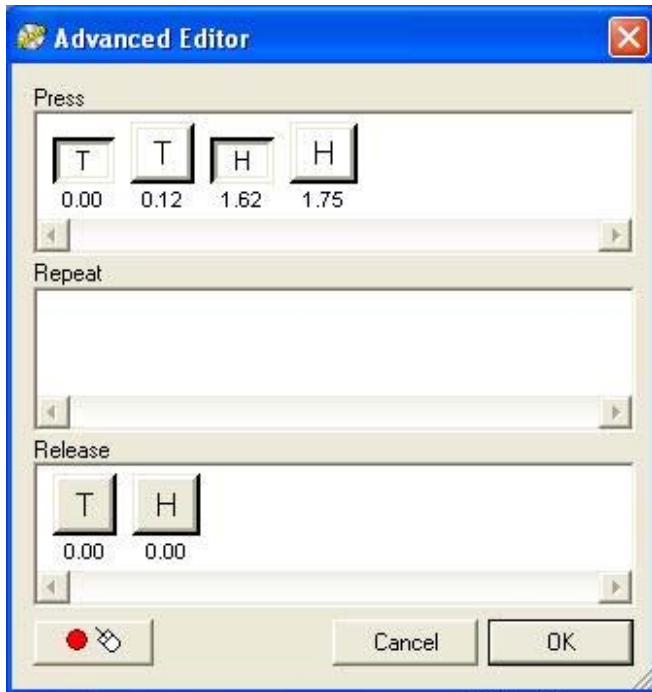 Advanced Editor
Press
T T H H
0.00 0.12 1.62 1.75
Repeat
Release
T H
0.00 0.00
Cancel OK